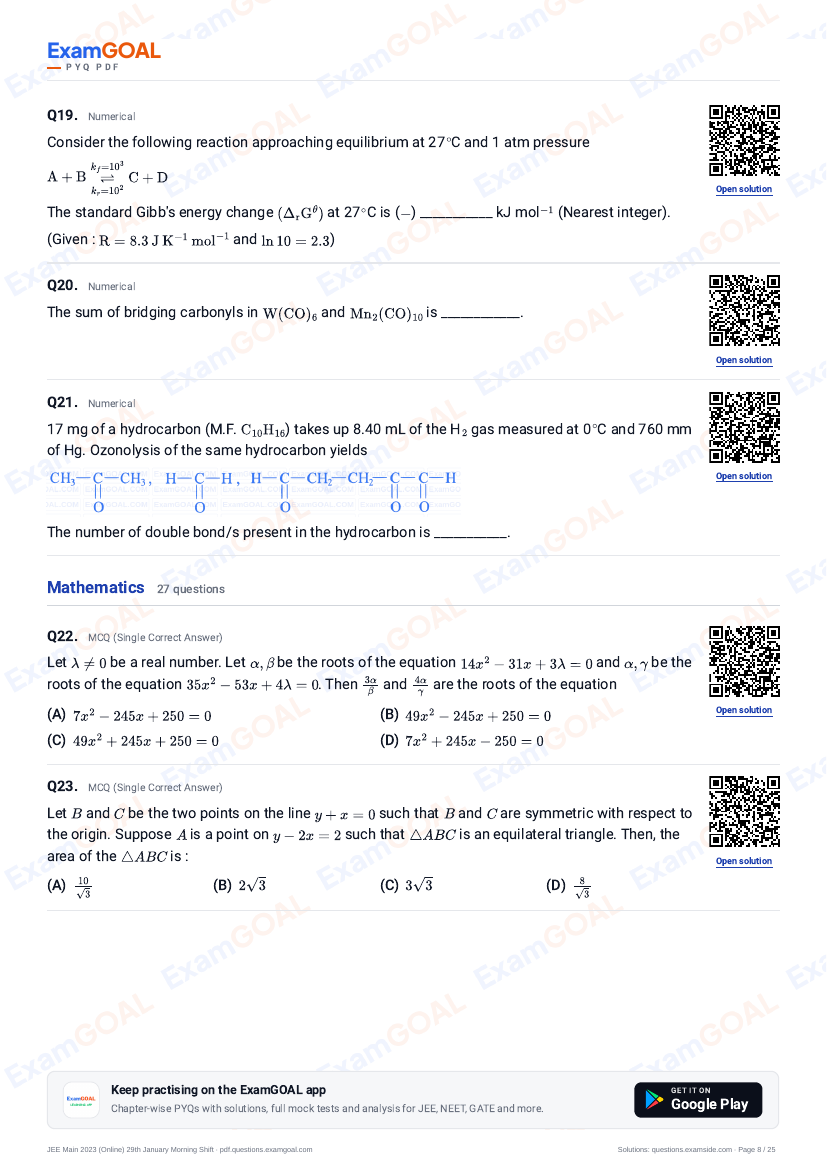 ExamGOAL
PYQ PDF
Q19. Numerical
Consider the following reaction approaching equilibrium at 27°C and 1 atm pressure
A + B ⇌ C + D (k_f=10³, k_r=10²)
The standard Gibb's energy change (Δ_rG^θ) at 27°C is (−) __________ kJ mol⁻¹ (Nearest integer).
(Given : R = 8.3 J K⁻¹ mol⁻¹ and ln 10 = 2.3)
Open solution
Q20. Numerical
The sum of bridging carbonyls in W(CO)₆ and Mn₂(CO)₁₀ is ___________.
Open solution
Q21. Numerical
17 mg of a hydrocarbon (M.F. C₁₀H₁₆) takes up 8.40 mL of the H₂ gas measured at 0°C and 760 mm
of Hg. Ozonolysis of the same hydrocarbon yields
CH₃—C—CH₃, H—C—H, H—C—CH₂—CH₂—C—C—H
|| || || || ||
O O O O O
The number of double bond/s present in the hydrocarbon is __________.
Open solution
Mathematics 27 questions
Q22. MCQ (Single Correct Answer)
Let λ ≠ 0 be a real number. Let α, β be the roots of the equation 14x² − 31x + 3λ = 0 and α, γ be the
roots of the equation 35x² − 53x + 4λ = 0. Then 3α/β and 4α/γ are the roots of the equation
(A) 7x² − 245x + 250 = 0 (B) 49x² − 245x + 250 = 0
(C) 49x² + 245x + 250 = 0 (D) 7x² + 245x − 250 = 0
Open solution
Q23. MCQ (Single Correct Answer)
Let B and C be the two points on the line y + x = 0 such that B and C are symmetric with respect to
the origin. Suppose A is a point on y − 2x = 2 such that △ABC is an equilateral triangle. Then, the
area of the △ABC is :
(A) 10/√3 (B) 2√3 (C) 3√3 (D) 8/√3
Open solution
ExamGOAL
Keep practising on the ExamGOAL app
Chapter-wise PYQs with solutions, full mock tests and analysis for JEE, NEET, GATE and more.
GET IT ON
Google Play
JEE Main 2023 (Online) 29th January Morning Shift · pdf.questions.examgoal.com
Solutions: questions.examside.com · Page 8 / 25